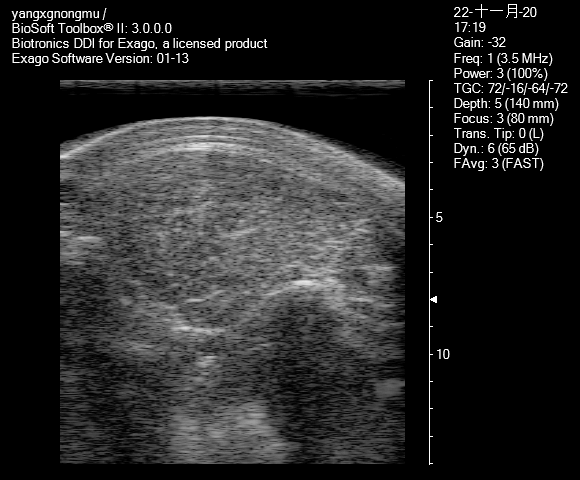 yangxgnongmu /
BioSoft Toolbox® II: 3.0.0.0
Biotronics DDI for Exago, a licensed product
Exago Software Version: 01-13
22-十一月-20
17:19
Gain: -32
Freq: 1 (3.5 MHz)
Power: 3 (100%)
TGC: 72/-16/-64/-72
Depth: 5 (140 mm)
Focus: 3 (80 mm)
Trans. Tip: 0 (L)
Dyn.: 6 (65 dB)
FAvg: 3 (FAST)
5
10